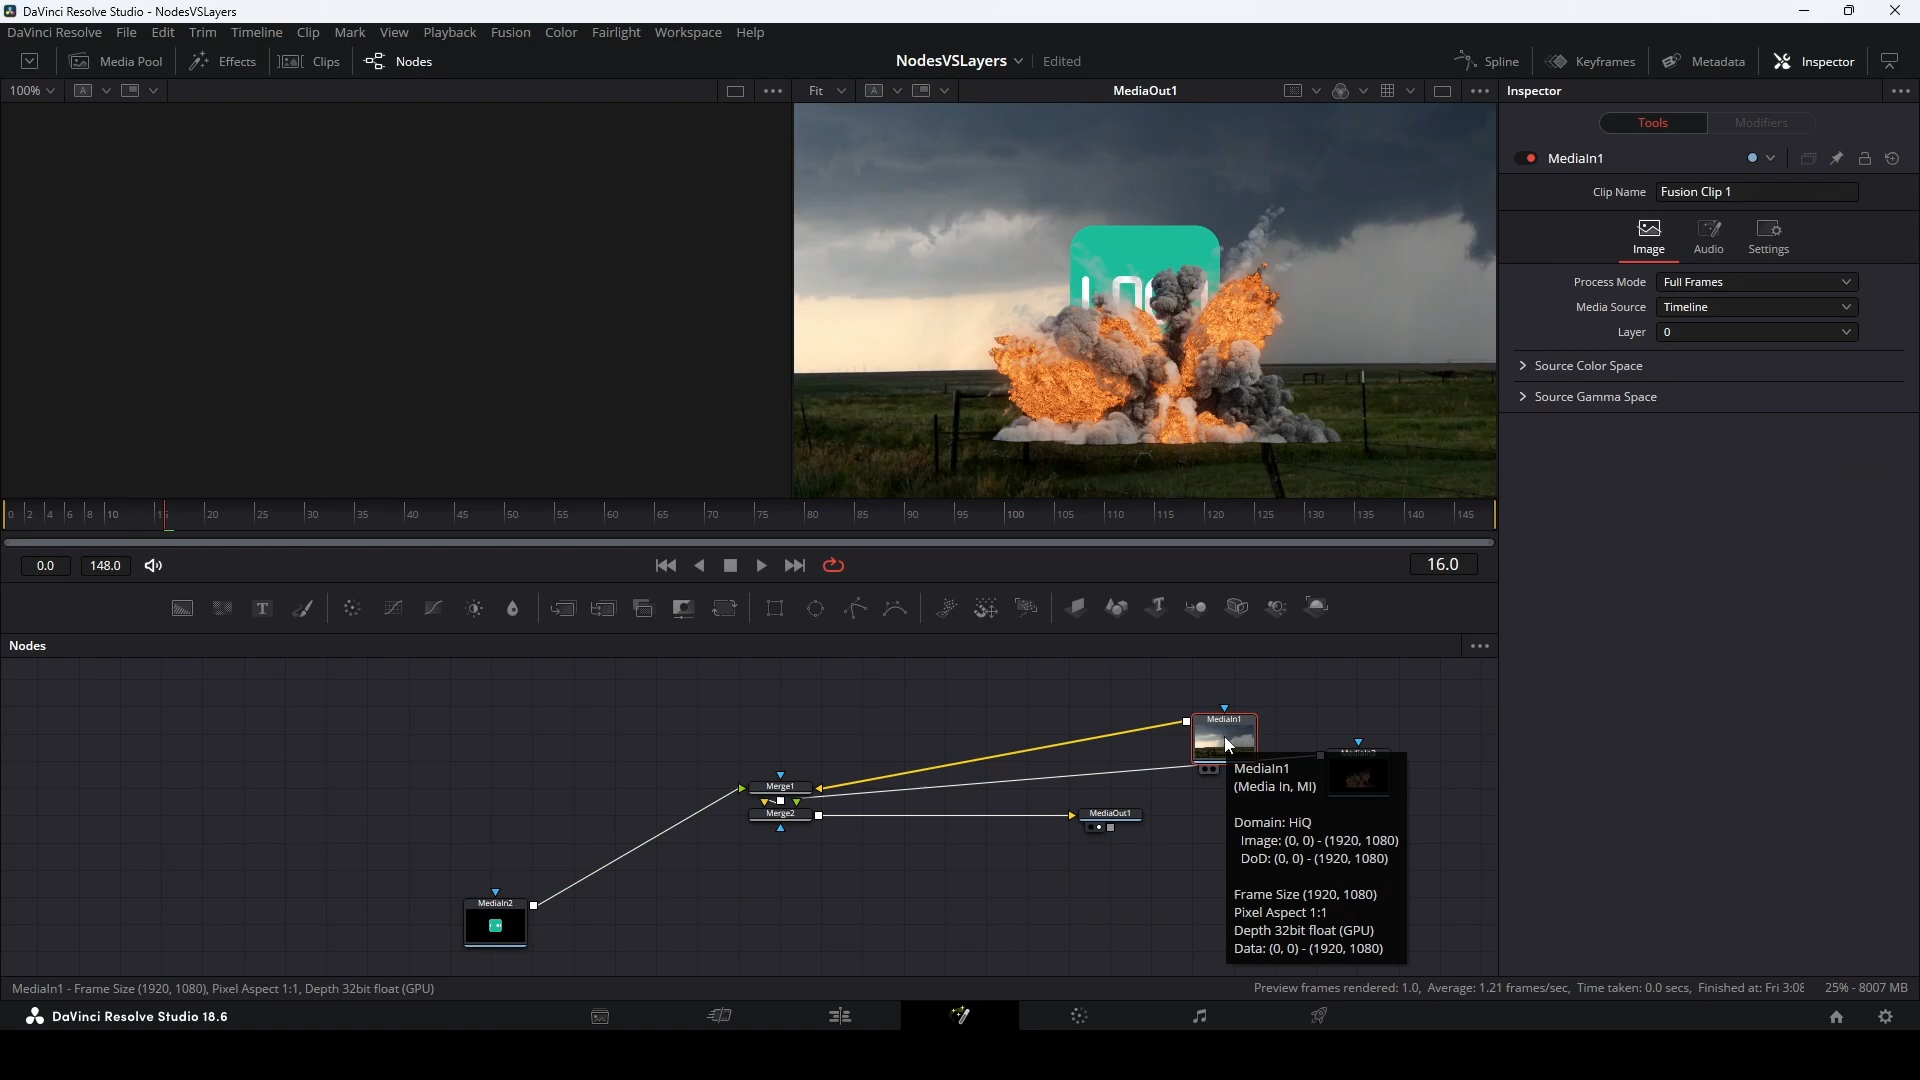 DaVinci Resolve Studio - NodesVSLayers
DaVinci Resolve File Edit Trim Timeline Clip Mark View Playback Fusion Color Fairlight Workspace Help
Media Pool Effects Clips Nodes NodesVSLayers Edited Spline Keyframes Metadata Inspector
100% A Fit A MediaOut1 Inspector
Tools Modifiers
MediaIn1
Clip Name Fusion Clip 1
Image Audio Settings
Process Mode Full Frames
Media Source Timeline
Layer 0
Source Color Space
Source Gamma Space
0 2 4 6 8 10 20 25 30 35 40 45 50 55 60 65 70 75 80 85 90 95 100 105 110 115 120 125 130 135 140 145
0.0 148.0 16.0
T
Nodes
MediaIn1
MediaIn1
(Media In, MI)
Domain: HiQ
Image: (0, 0) - (1920, 1080)
DoD: (0, 0) - (1920, 1080)
Frame Size (1920, 1080)
Pixel Aspect 1:1
Depth 32bit float (GPU)
Data: (0, 0) - (1920, 1080)
Merge1
Merge2
MediaOut1
MediaIn2
MediaIn1 - Frame Size (1920, 1080), Pixel Aspect 1:1, Depth 32bit float (GPU)
Preview frames rendered: 1.0, Average: 1.21 frames/sec, Time taken: 0.0 secs, Finished at: Fri 3:08 25% - 8007 MB
DaVinci Resolve Studio 18.6